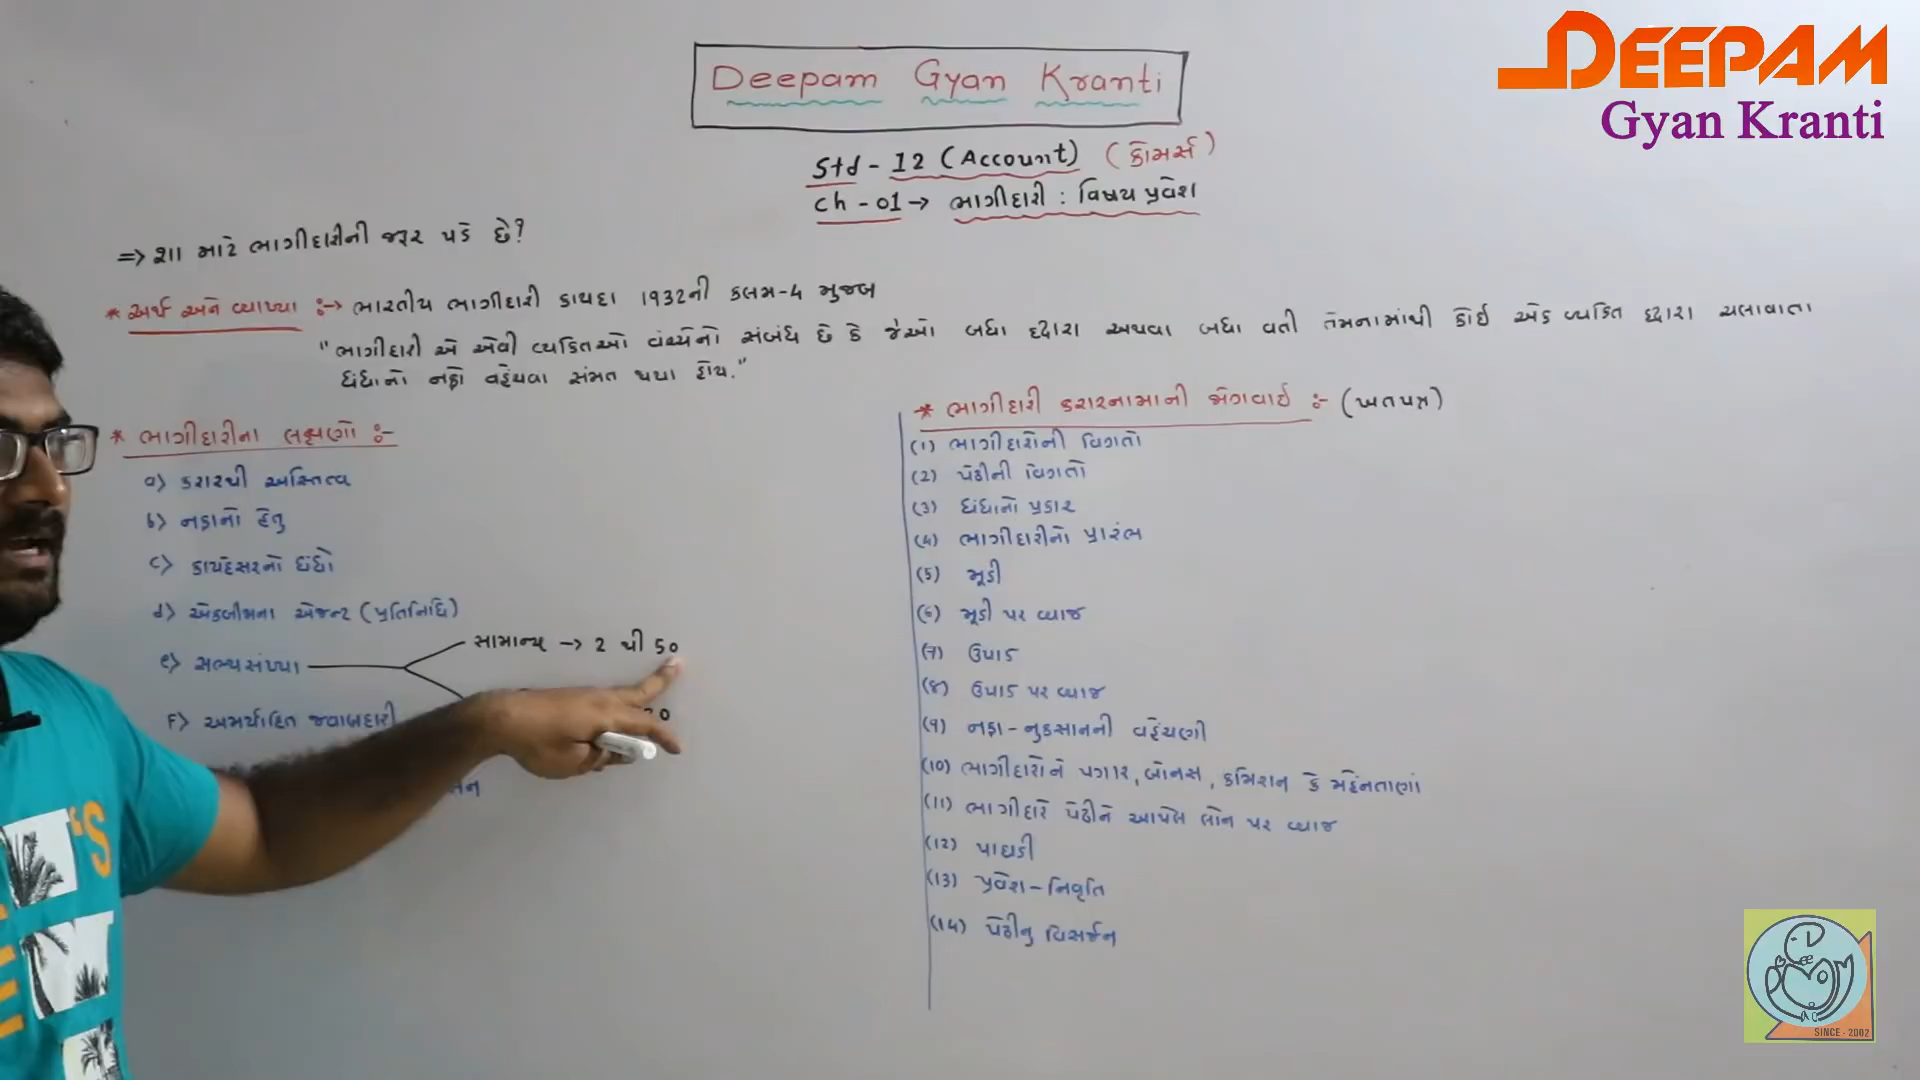 DEEPAM
Gyan Kranti
Deepam Gyan Kranti
Std - 12 (Account) (કોમર્સ)
Ch - 01 → ભાગીદારી : વિષય પ્રવેશ
=> શા માટે ભાગીદારીની જરૂર પડે છે?
* અર્થ અને વ્યાખ્યા :-> ભારતીય ભાગીદારી કાયદા 1932ની કલમ-4 મુજબ
"ભાગીદારી એ એવી વ્યક્તિઓ વચ્ચેનો સંબંધ છે કે જેઓ બધા દ્વારા અથવા બધા વતી તેમનામાંથી કોઈ એક વ્યક્તિ દ્વારા ચલાવાતા
ધંધાનો નફો વહેંચવા સંમત થયા હોય."
* ભાગીદારીના લક્ષણો :-
a) કરારથી અસ્તિત્વ
b) નફાનો હેતુ
c) કાયદેસરનો ધંધો
d) એકબીજાના એજન્ટ (પ્રતિનિધિ)
e) સભ્યસંખ્યા
સામાન્ય -> 2 થી 50
F) અમર્યાદિત જવાબદારી
* ભાગીદારી કરારનામાની જોગવાઈ :- (ખતપત્ર)
(1) ભાગીદારોની વિગતો
(2) પેઢીની વિગતો
(3) ધંધાનો પ્રકાર
(4) ભાગીદારીનો પ્રારંભ
(5) મૂડી
(6) મૂડી પર વ્યાજ
(7) ઉપાડ
(8) ઉપાડ પર વ્યાજ
(9) નફા-નુકસાનની વહેંચણી
(10) ભાગીદારોને પગાર, બોનસ, કમિશન કે મહેનતાણાં
(11) ભાગીદારે પેઢીને આપેલ લોન પર વ્યાજ
(12) પાઘડી
(13) પ્રવેશ-નિવૃતિ
(14) પેઢીનુ વિસર્જન
SINCE - 2002